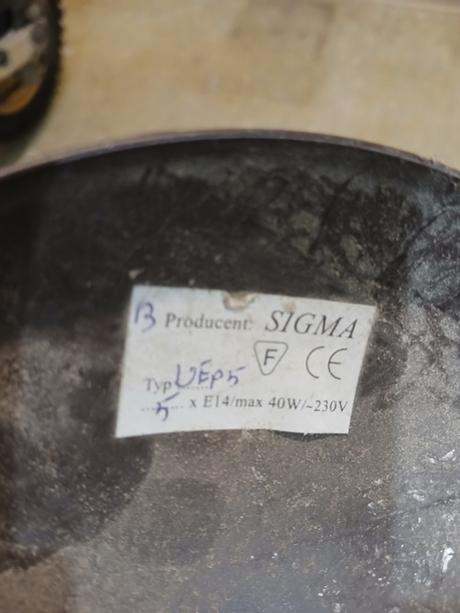 B Producent: SIGMA
F CE
Typ UEP5
5 x E14/max 40W/~230V